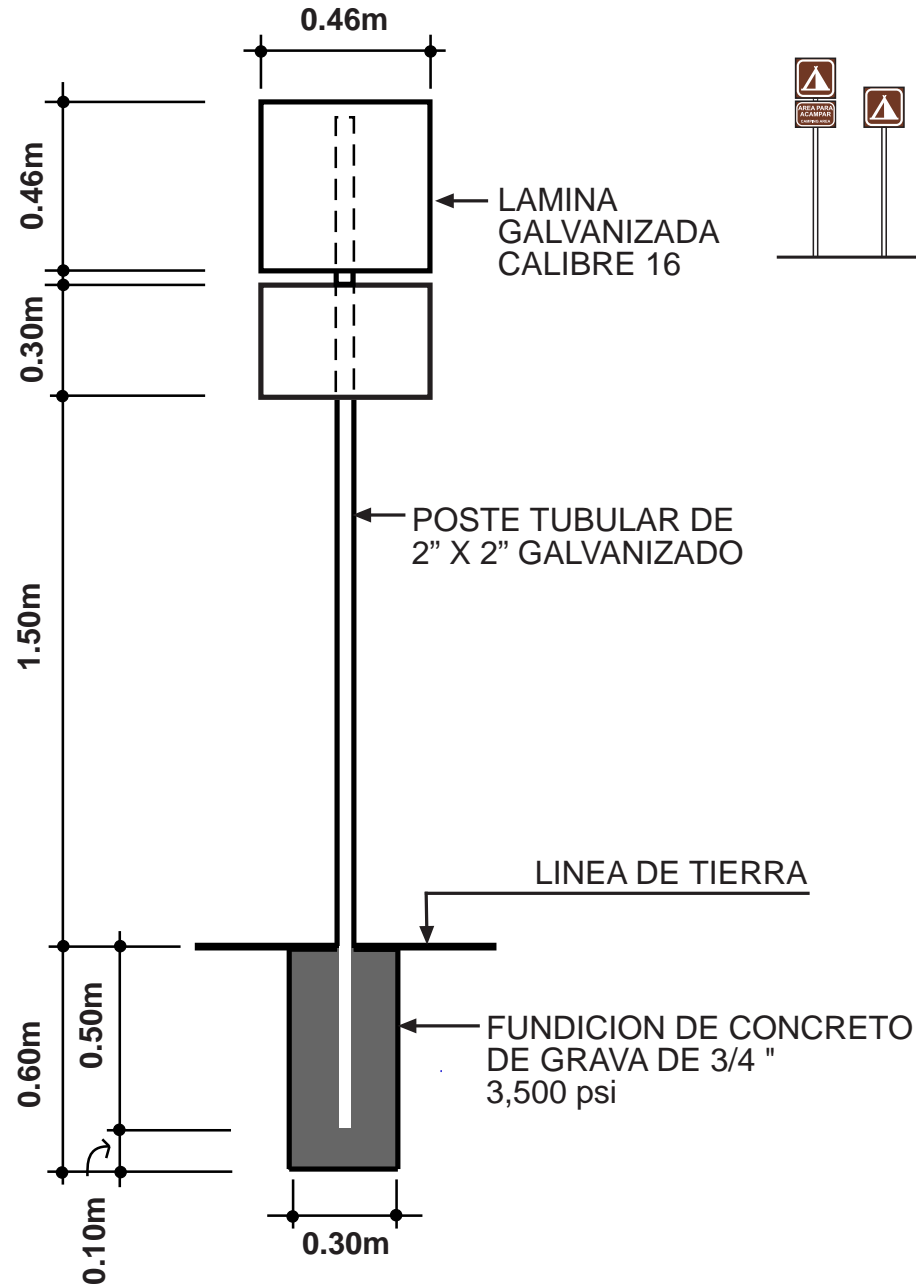 0.46m
0.46m
AREA PARA
ACAMPAR
CAMPING AREA
LAMINA
GALVANIZADA
CALIBRE 16
0.30m
POSTE TUBULAR DE
2” X 2” GALVANIZADO
1.50m
LINEA DE TIERRA
0.50m
0.60m
FUNDICION DE CONCRETO
DE GRAVA DE 3/4 "
3,500 psi
0.10m
0.30m